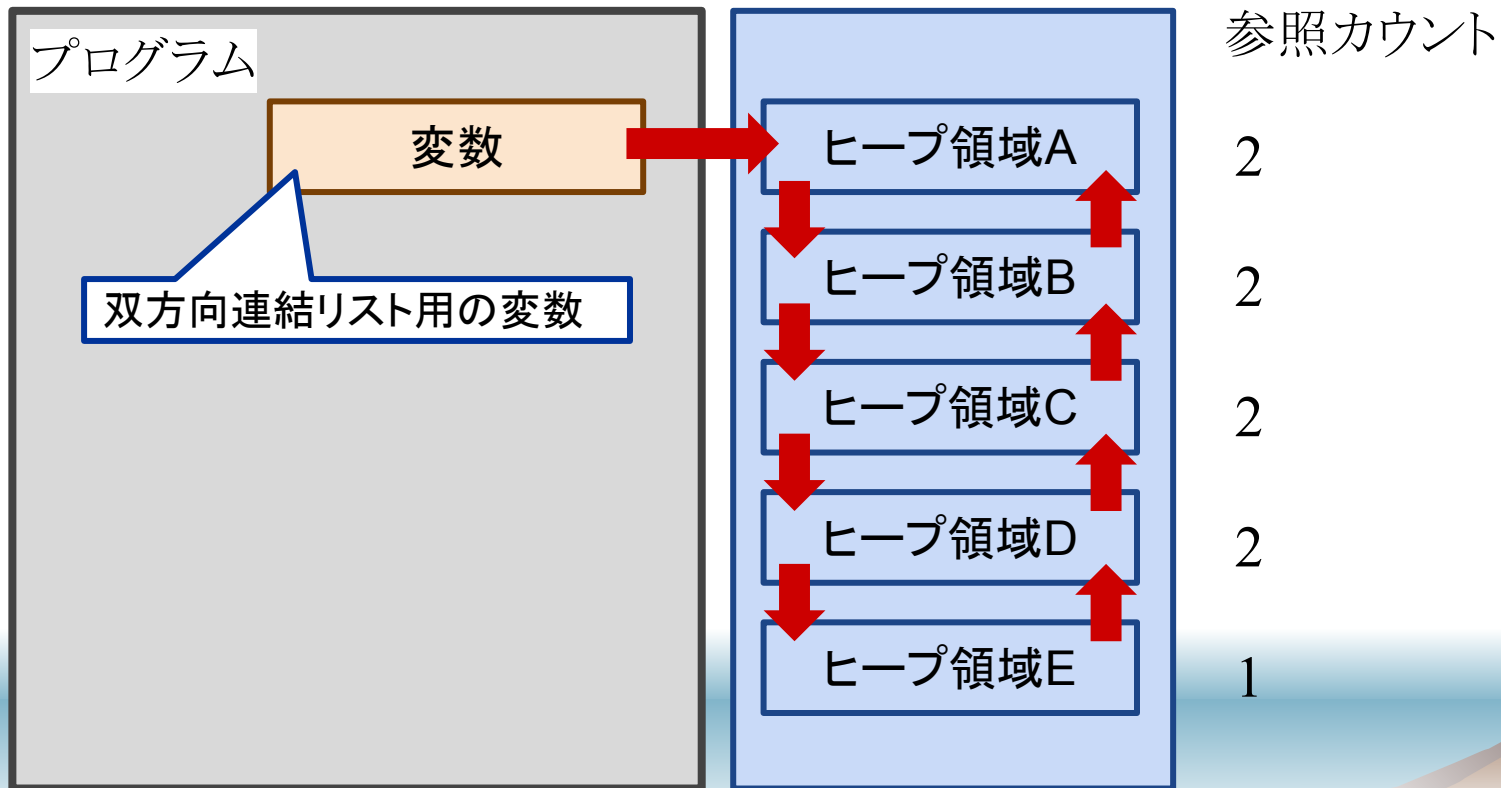 プログラム
参照カウント
変数
ヒープ領域A
2
双方向連結リスト用の変数
ヒープ領域B
2
ヒープ領域C
2
ヒープ領域D
2
ヒープ領域E
1